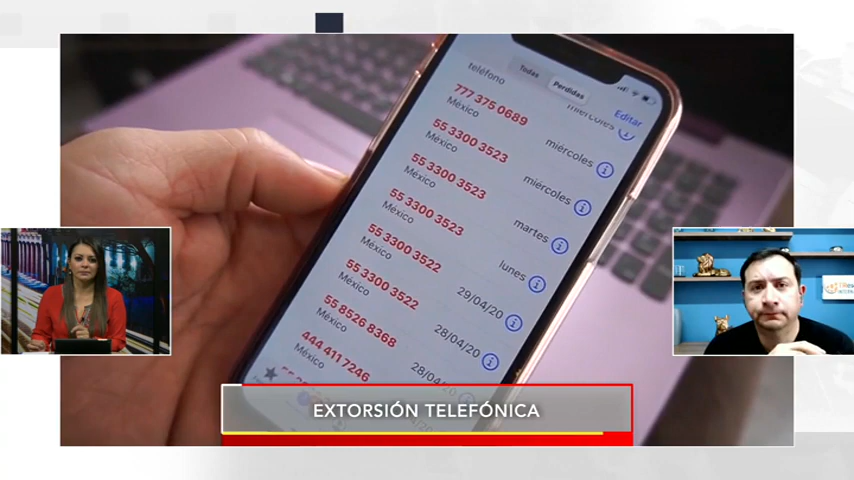 Todas
Perdidas
Editar
teléfono
miércoles
777 375 0689
México
miércoles
55 3300 3523
México
miércoles
55 3300 3523
México
martes
55 3300 3523
México
lunes
55 3300 3522
México
29/04/20
55 3300 3522
México
28/04/20
55 8526 8368
México
28/04/20
444 411 7246
México
EXTORSIÓN TELEFÓNICA